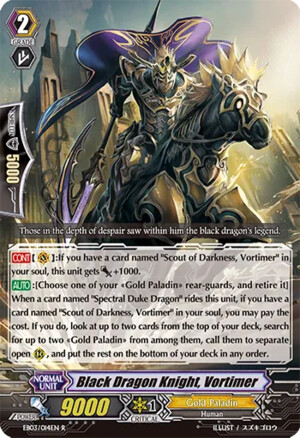 2
GRADE
5000
Those in the depth of despair saw within him the black dragon's legend.
CONT [ ]:If you have a card named "Scout of Darkness, Vortimer" in
your soul, this unit gets +1000.
AUTO :[Choose one of your «Gold Paladin» rear-guards, and retire it]
When a card named "Spectral Duke Dragon" rides this unit, if you have a
card named "Scout of Darkness, Vortimer" in your soul, you may pay the
cost. If you do, look at up to two cards from the top of your deck, search
for up to two «Gold Paladin» from among them, call them to separate
open , and put the rest on the bottom of your deck in any order.
NORMAL
UNIT
Black Dragon Knight, Vortimer
POWER
9000
1
CRITICAL
Gold Paladin
Human
EB03/014EN R
ILLUST / スズキゴロウ